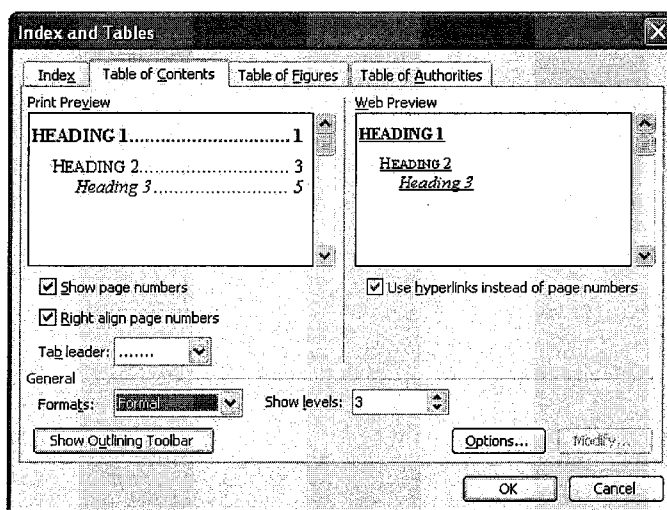 Index and Tables
Index Table of Contents Table of Figures Table of Authorities
Print Preview
HEADING 1.............................. 1
HEADING 2........................... 3
Heading 3........................ 5
Web Preview
HEADING 1
HEADING 2
Heading 3
Show page numbers
Right align page numbers
Tab leader: .......
Use hyperlinks instead of page numbers
General
Formats: Formal Show levels: 3
Show Outlining Toolbar Options... Modify...
OK Cancel